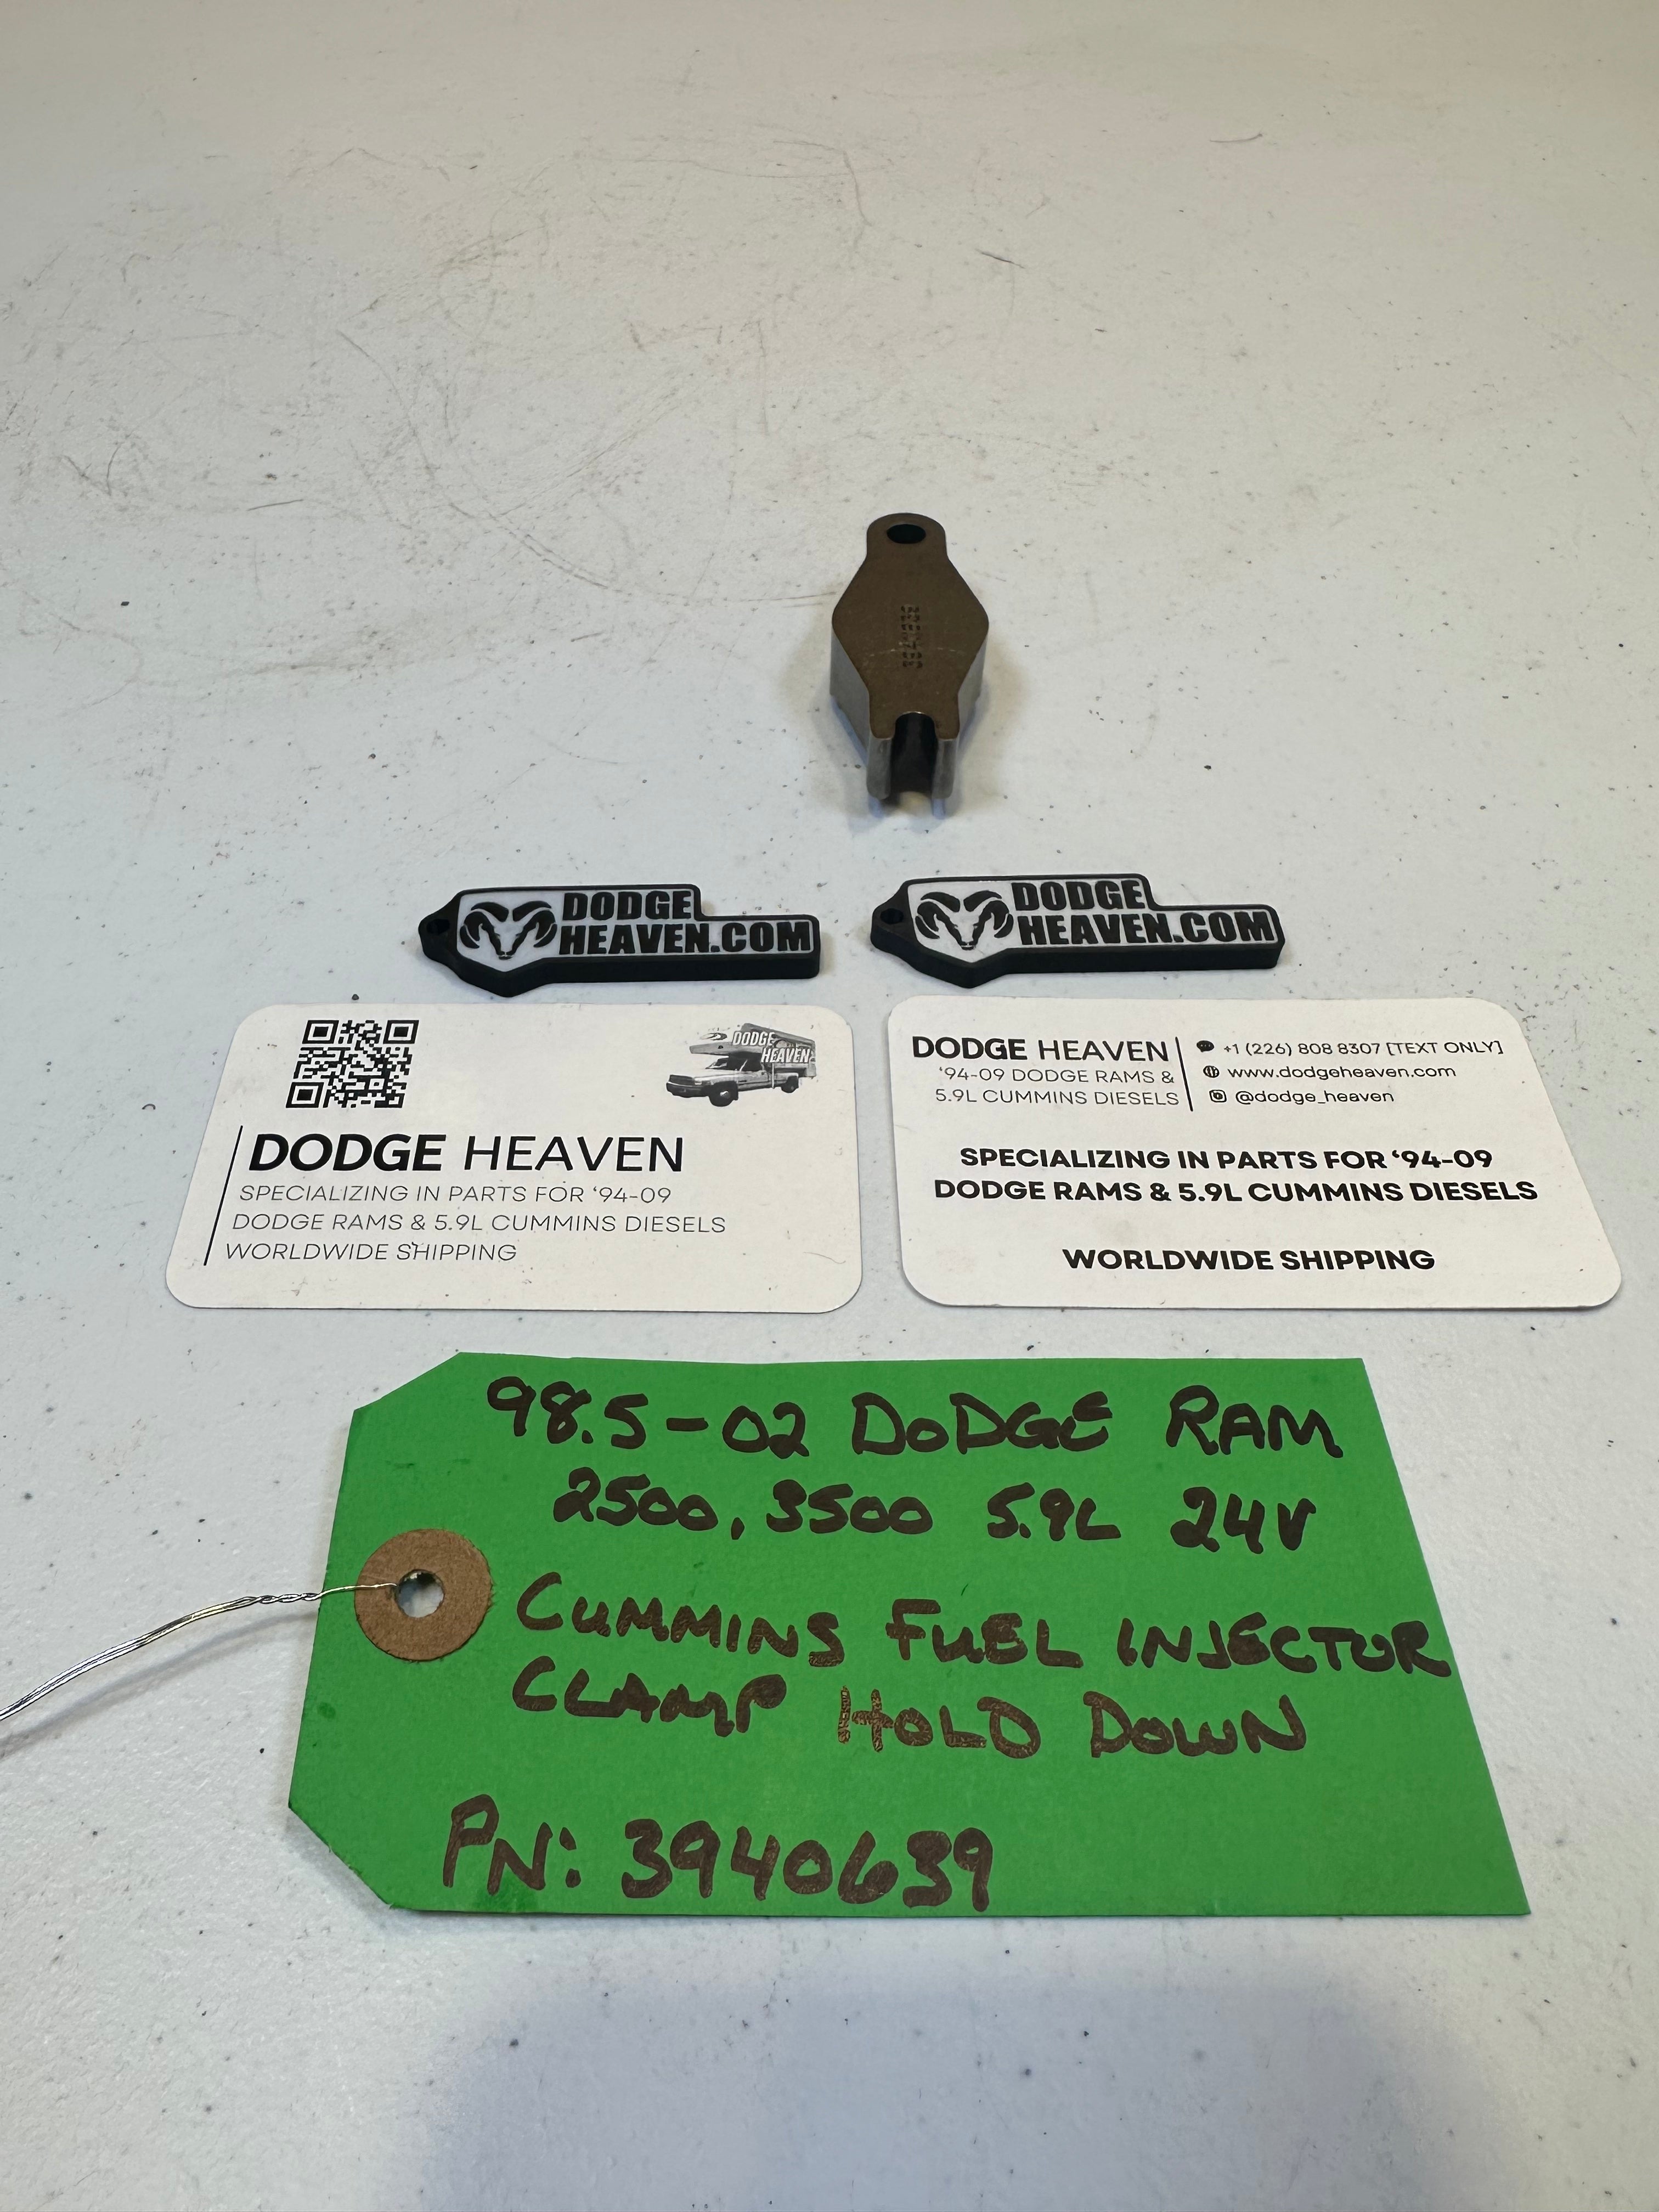 DODGE
HEAVEN.COM
DODGE
HEAVEN.COM
DODGE
HEAVEN
DODGE HEAVEN
SPECIALIZING IN PARTS FOR ‘94-09
DODGE RAMS & 5.9L CUMMINS DIESELS
WORLDWIDE SHIPPING
DODGE HEAVEN
‘94-09 DODGE RAMS &
5.9L CUMMINS DIESELS
+1 (226) 808 8307 [TEXT ONLY]
www.dodgeheaven.com
@dodge_heaven
SPECIALIZING IN PARTS FOR ‘94-09
DODGE RAMS & 5.9L CUMMINS DIESELS
WORLDWIDE SHIPPING
98.5-02 DODGE RAM
2500, 3500 5.9L 24V
CUMMINS FUEL INJECTOR
CLAMP HOLD DOWN
PN: 3940639